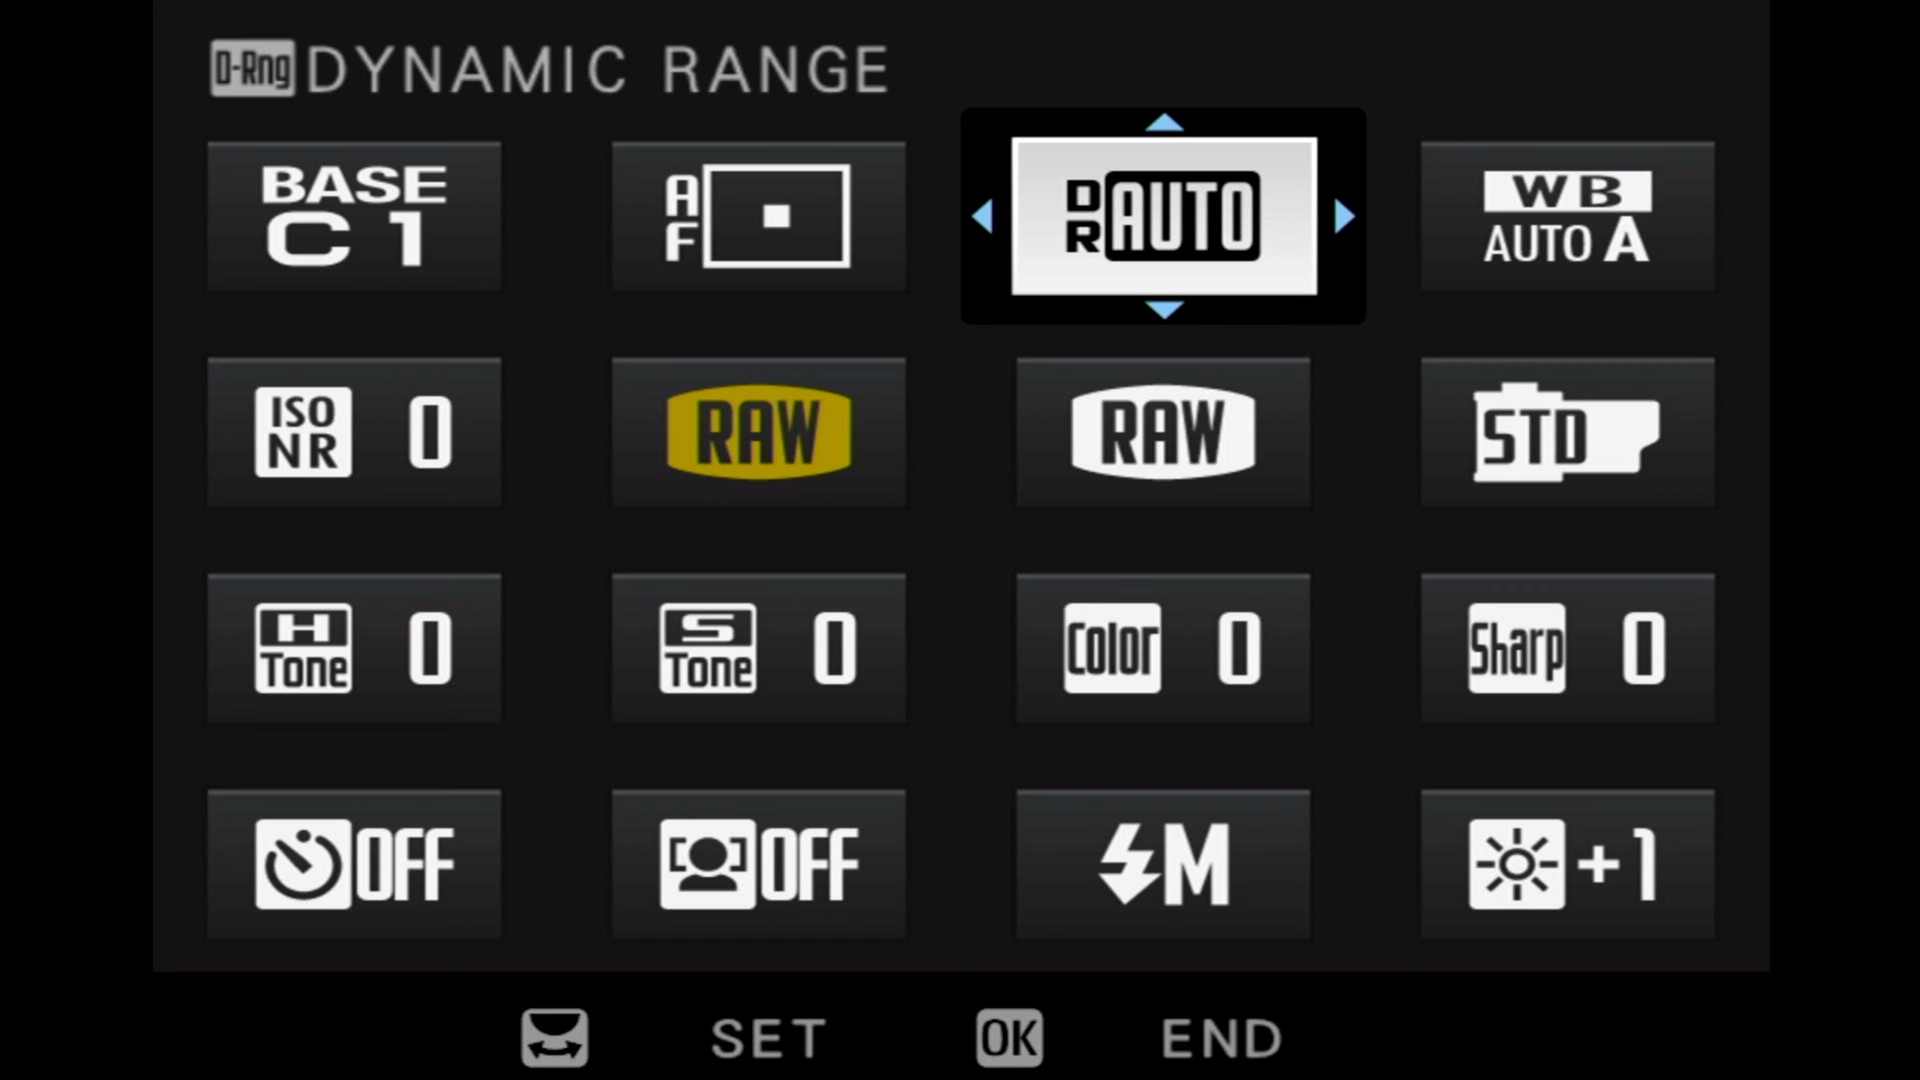 D-Rng DYNAMIC RANGE
BASE
C 1
AF
DR AUTO
WB
AUTO A
ISO
NR 0
RAW
RAW
STD
H
Tone 0
S
Tone 0
Color 0
Sharp 0
OFF
OFF
M
+1
SET
OK
END